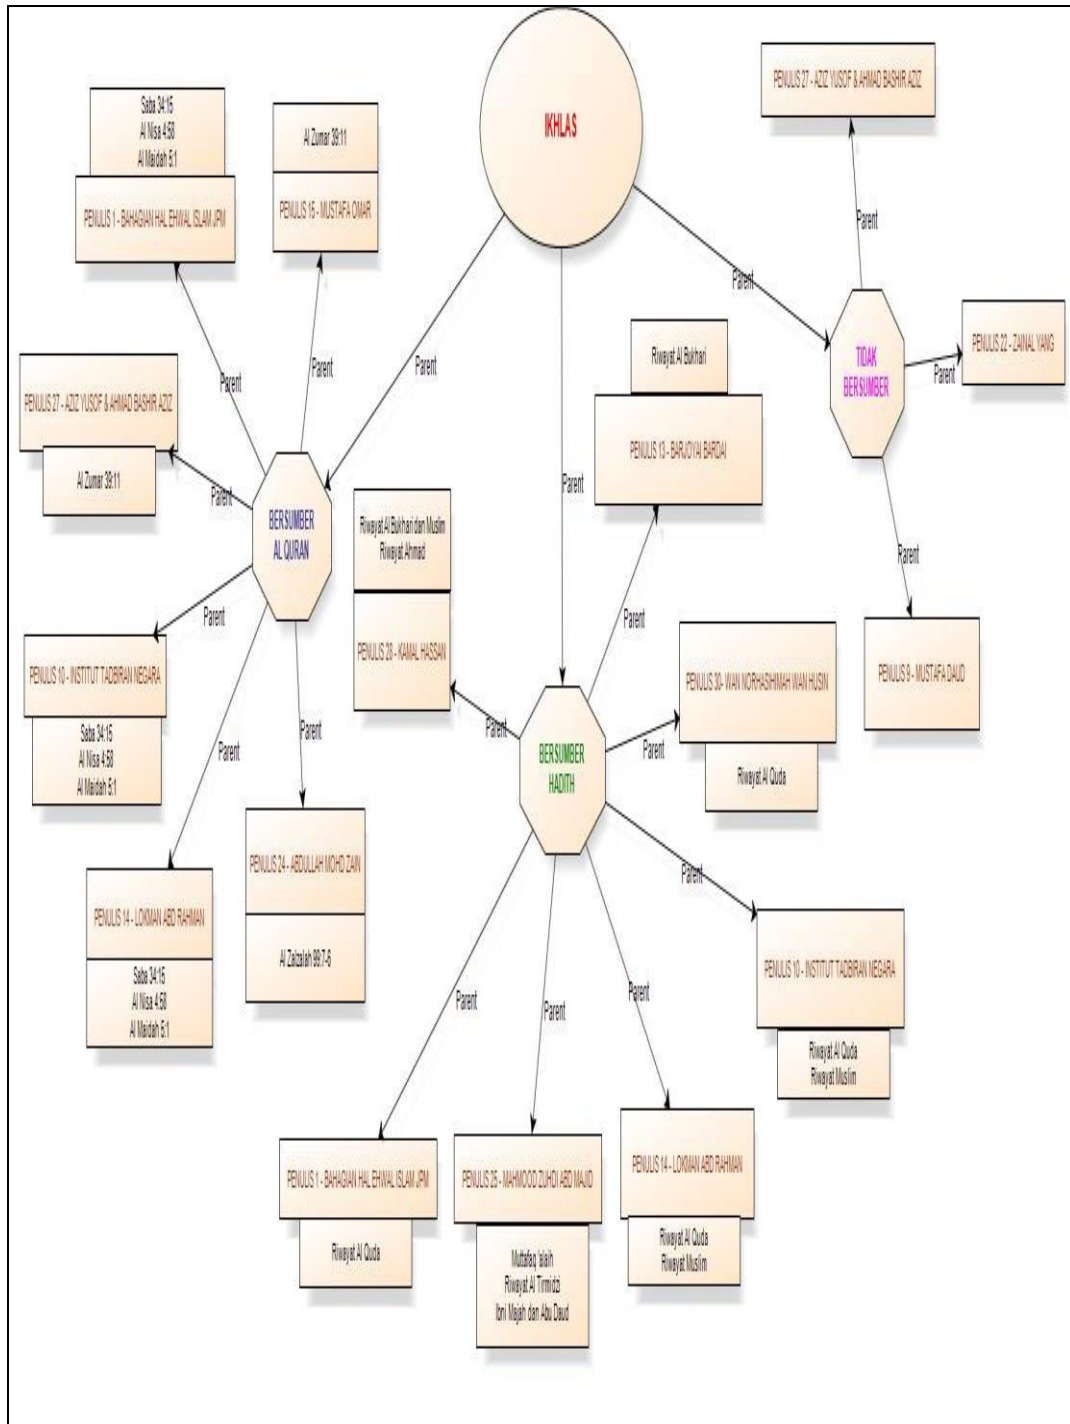 IKHLAS
PENULIS 27 - AZIZ YUSOF & AHMAD BASHIR AZIZ
Saba 34:15
Al Nisa 4:58
Al Maidah 5:1
PENULIS 1 - BAHAGIAN HAL EHWAL ISLAM JPM
Al Zumar 39:11
PENULIS 15 - MUSTAFA OMAR
Parent
Parent
Parent
Parent
Parent
TIDAK
BERSUMBER
Parent
PENULIS 22 - ZAINAL YANG
Riwayat Al Bukhari
PENULIS 13 - BARJOYAI BARDAI
PENULIS 27 - AZIZ YUSOF & AHMAD BASHIR AZIZ
Al Zumar 39:11
Parent
BERSUMBER
AL QURAN
Parent
Riwayat Al Bukhari dan Muslim
Riwayat Ahmad
PENULIS 28 - KAMAL HASSAN
Parent
Parent
Parent
PENULIS 10 - INSTITUT TADBIRAN NEGARA
Saba 34:15
Al Nisa 4:58
Al Maidah 5:1
Parent
Parent
PENULIS 30- WAN NORHASIHIMAH WAN HUSIN
Riwayat Al Quda
PENULIS 9 - MUSTAFA DAUD
Parent
BERSUMBER
HADITH
Parent
PENULIS 14 - LOKMAN ABD RAHMAN
Saba 34:15
Al Nisa 4:58
Al Maidah 5:1
PENULIS 24 - ABDULLAH MOHD ZAIN
Al Zalzalah 99:7-8
Parent
PENULIS 10 - INSTITUT TADBIRAN NEGARA
Riwayat Al Quda
Riwayat Muslim
Parent
Parent
PENULIS 1 - BAHAGIAN HAL EHWAL ISLAM JPM
Riwayat Al Quda
PENULIS 25 - MAHMOOD ZUHDI ABD MAJID
Muttafaq 'alaih
Riwayat Al Tirmidzi
Ibni Majah dan Abu Daud
PENULIS 14 - LOKMAN ABD RAHMAN
Riwayat Al Quda
Riwayat Muslim